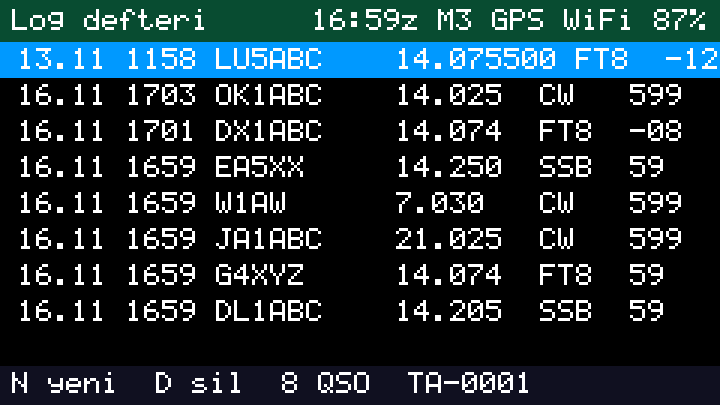 Log defteri 16:59z M3 GPS WiFi 87%
13.11 1158 LU5ABC 14.075500 FT8 -12
16.11 1703 OK1ABC 14.025 CW 599
16.11 1701 DX1ABC 14.074 FT8 -08
16.11 1659 EA5XX 14.250 SSB 59
16.11 1659 W1AW 7.030 CW 599
16.11 1659 JA1ABC 21.025 CW 599
16.11 1659 G4XYZ 14.074 FT8 59
16.11 1659 DL1ABC 14.205 SSB 59
N yeni D sil 8 QSO TA-0001